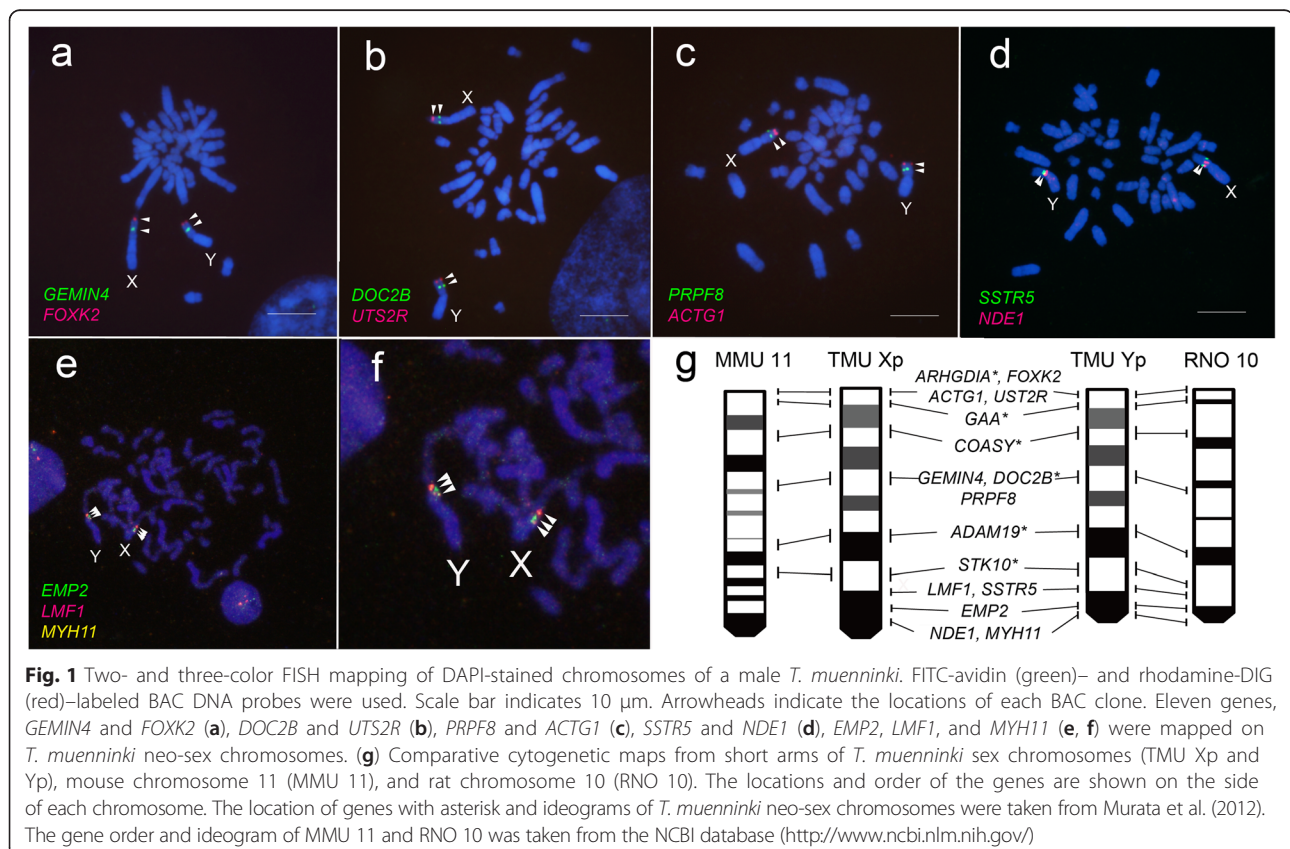 a
X
Y
GEMIN4
FOXK2
b
X
Y
DOC2B
UTS2R
c
X
Y
PRPF8
ACTG1
d
Y
X
SSTR5
NDE1
e
Y X
EMP2
LMF1
MYH11
f
Y X
g
MMU 11 TMU Xp TMU Yp RNO 10
ARHGDIA*, FOXK2
ACTG1, UST2R
GAA*
COASY*
GEMIN4, DOC2B*
PRPF8
ADAM19*
STK10*
LMF1, SSTR5
EMP2
NDE1, MYH11
Fig. 1 Two- and three-color FISH mapping of DAPI-stained chromosomes of a male T. muenninki. FITC-avidin (green)– and rhodamine-DIG
(red)–labeled BAC DNA probes were used. Scale bar indicates 10 μm. Arrowheads indicate the locations of each BAC clone. Eleven genes,
GEMIN4 and FOXK2 (a), DOC2B and UTS2R (b), PRPF8 and ACTG1 (c), SSTR5 and NDE1 (d), EMP2, LMF1, and MYH11 (e, f) were mapped on
T. muenninki neo-sex chromosomes. (g) Comparative cytogenetic maps from short arms of T. muenninki sex chromosomes (TMU Xp and
Yp), mouse chromosome 11 (MMU 11), and rat chromosome 10 (RNO 10). The locations and order of the genes are shown on the side
of each chromosome. The location of genes with asterisk and ideograms of T. muenninki neo-sex chromosomes were taken from Murata et al. (2012).
The gene order and ideogram of MMU 11 and RNO 10 was taken from the NCBI database (http://www.ncbi.nlm.nih.gov/)